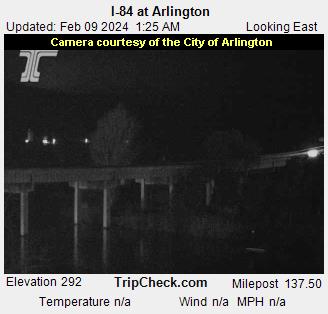 I-84 at Arlington
Updated: Feb 09 2024 1:25 AM Looking East
Camera courtesy of the City of Arlington
Elevation 292 TripCheck.com Milepost 137.50
Temperature n/a Wind n/a MPH n/a